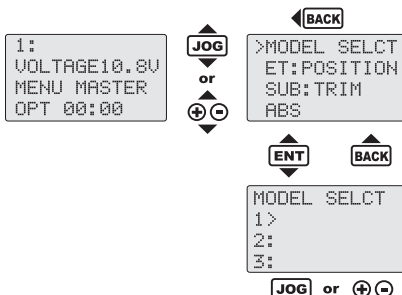 BACK
1:
VOLTAGE10.8V
MENU MASTER
OPT 00:00
JOG
or
>MODEL SELCT
ET:POSITION
SUB:TRIM
ABS
ENT
BACK
MODEL SELCT
1>
2:
3:
JOG or